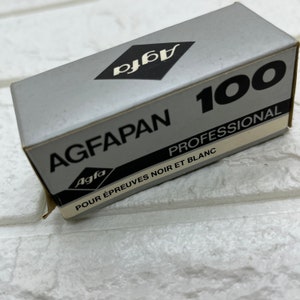 Agfa
AGFAPAN 100
PROFESSIONAL
Agfa
POUR ÉPREUVES NOIR ET BLANC